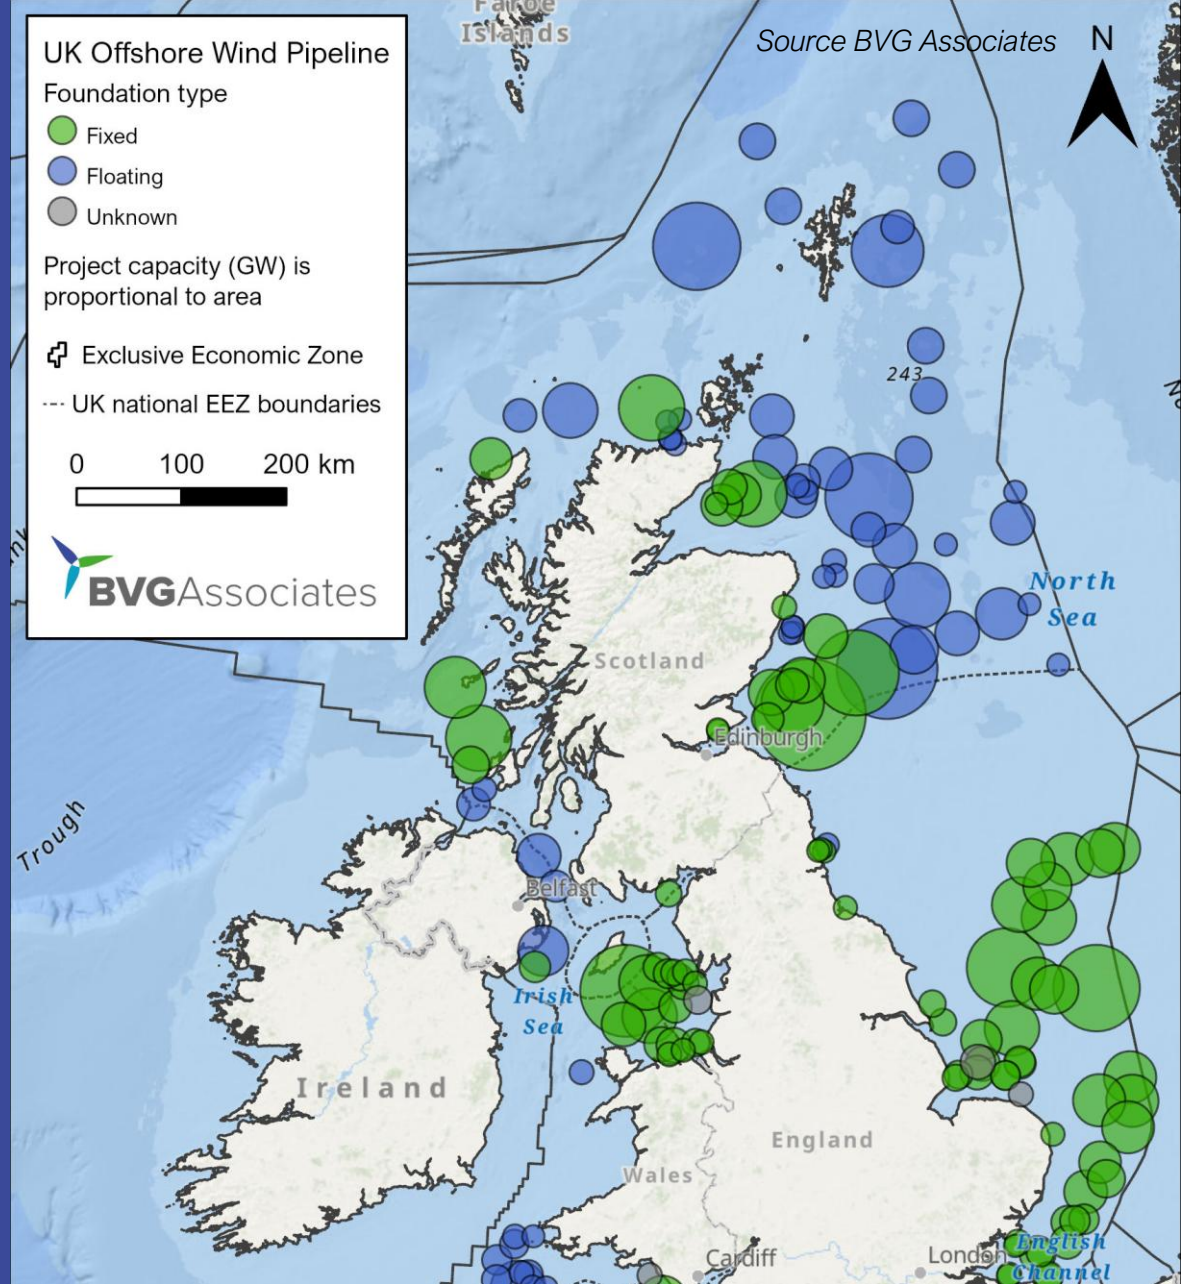 Faroe
Islands
Source BVG Associates
N
UK Offshore Wind Pipeline
Foundation type
Fixed
Floating
Unknown
Project capacity (GW) is
proportional to area
Exclusive Economic Zone
UK national EEZ boundaries
0 100 200 km
BVGAssociates
243
North
Sea
Scotland
Edinburgh
Trough
Belfast
Irish
Sea
Ireland
England
Wales
Cardiff
London
English
Channel